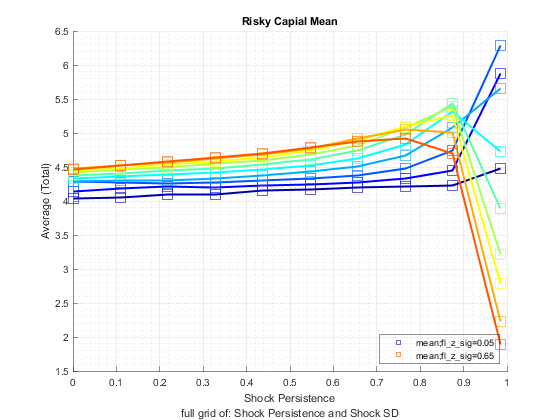 Risky Capial Mean
6.5
6
5.5
5
4.5
4
3.5
3
2.5
2
1.5
Average (Total)
mean;fl_z_sig=0.05
mean;fl_z_sig=0.65
0 0.1 0.2 0.3 0.4 0.5 0.6 0.7 0.8 0.9 1
Shock Persistence
full grid of: Shock Persistence and Shock SD